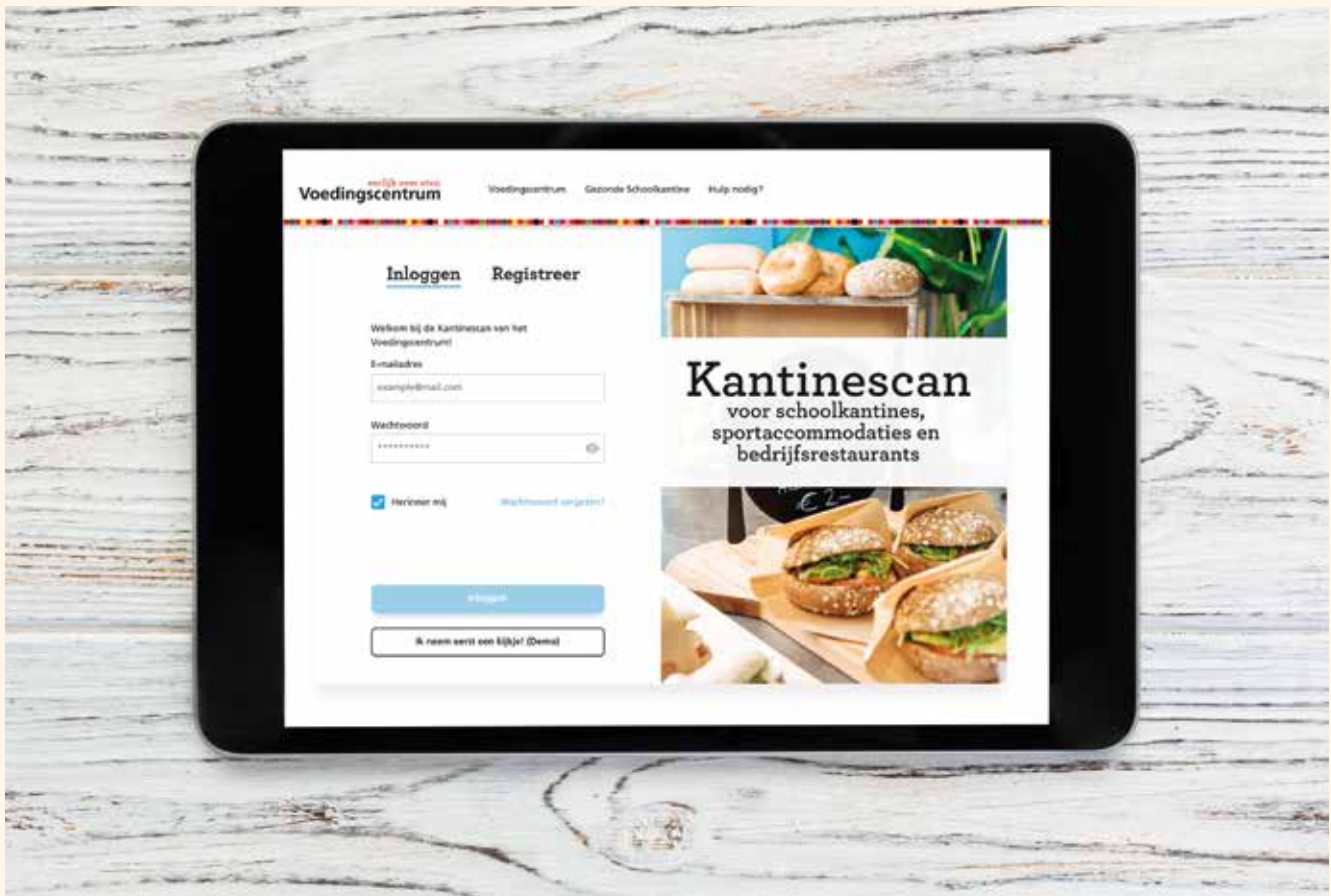 eerlijk over eten
Voedingscentrum
Voedingscentrum Gezonde Schoolkantine Hulp nodig?
Inloggen Registreer
Welkom bij de Kantinescan van het
Voedingscentrum!
E-mailadres
example@mail.com
Wachtwoord
**********
Herinner mij Wachtwoord vergeten?
Inloggen
Ik neem eerst een kijkje! (Demo)
Kantinescan
voor schoolkantines,
sportaccommodaties en
bedrijfsrestaurants
€ 2-